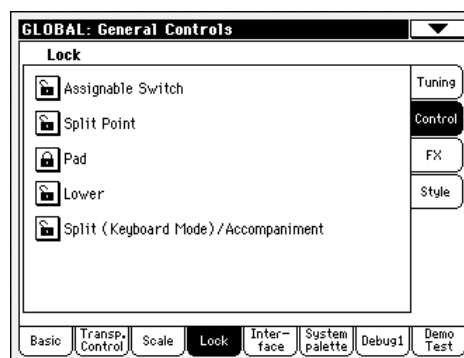 GLOBAL: General Controls
Lock
Assignable Switch
Split Point
Pad
Lower
Split (Keyboard Mode)/Accompaniment
Tuning
Control
FX
Style
Basic
Transp. Control
Scale
Lock
Inter- face
System palette
Debug1
Demo Test